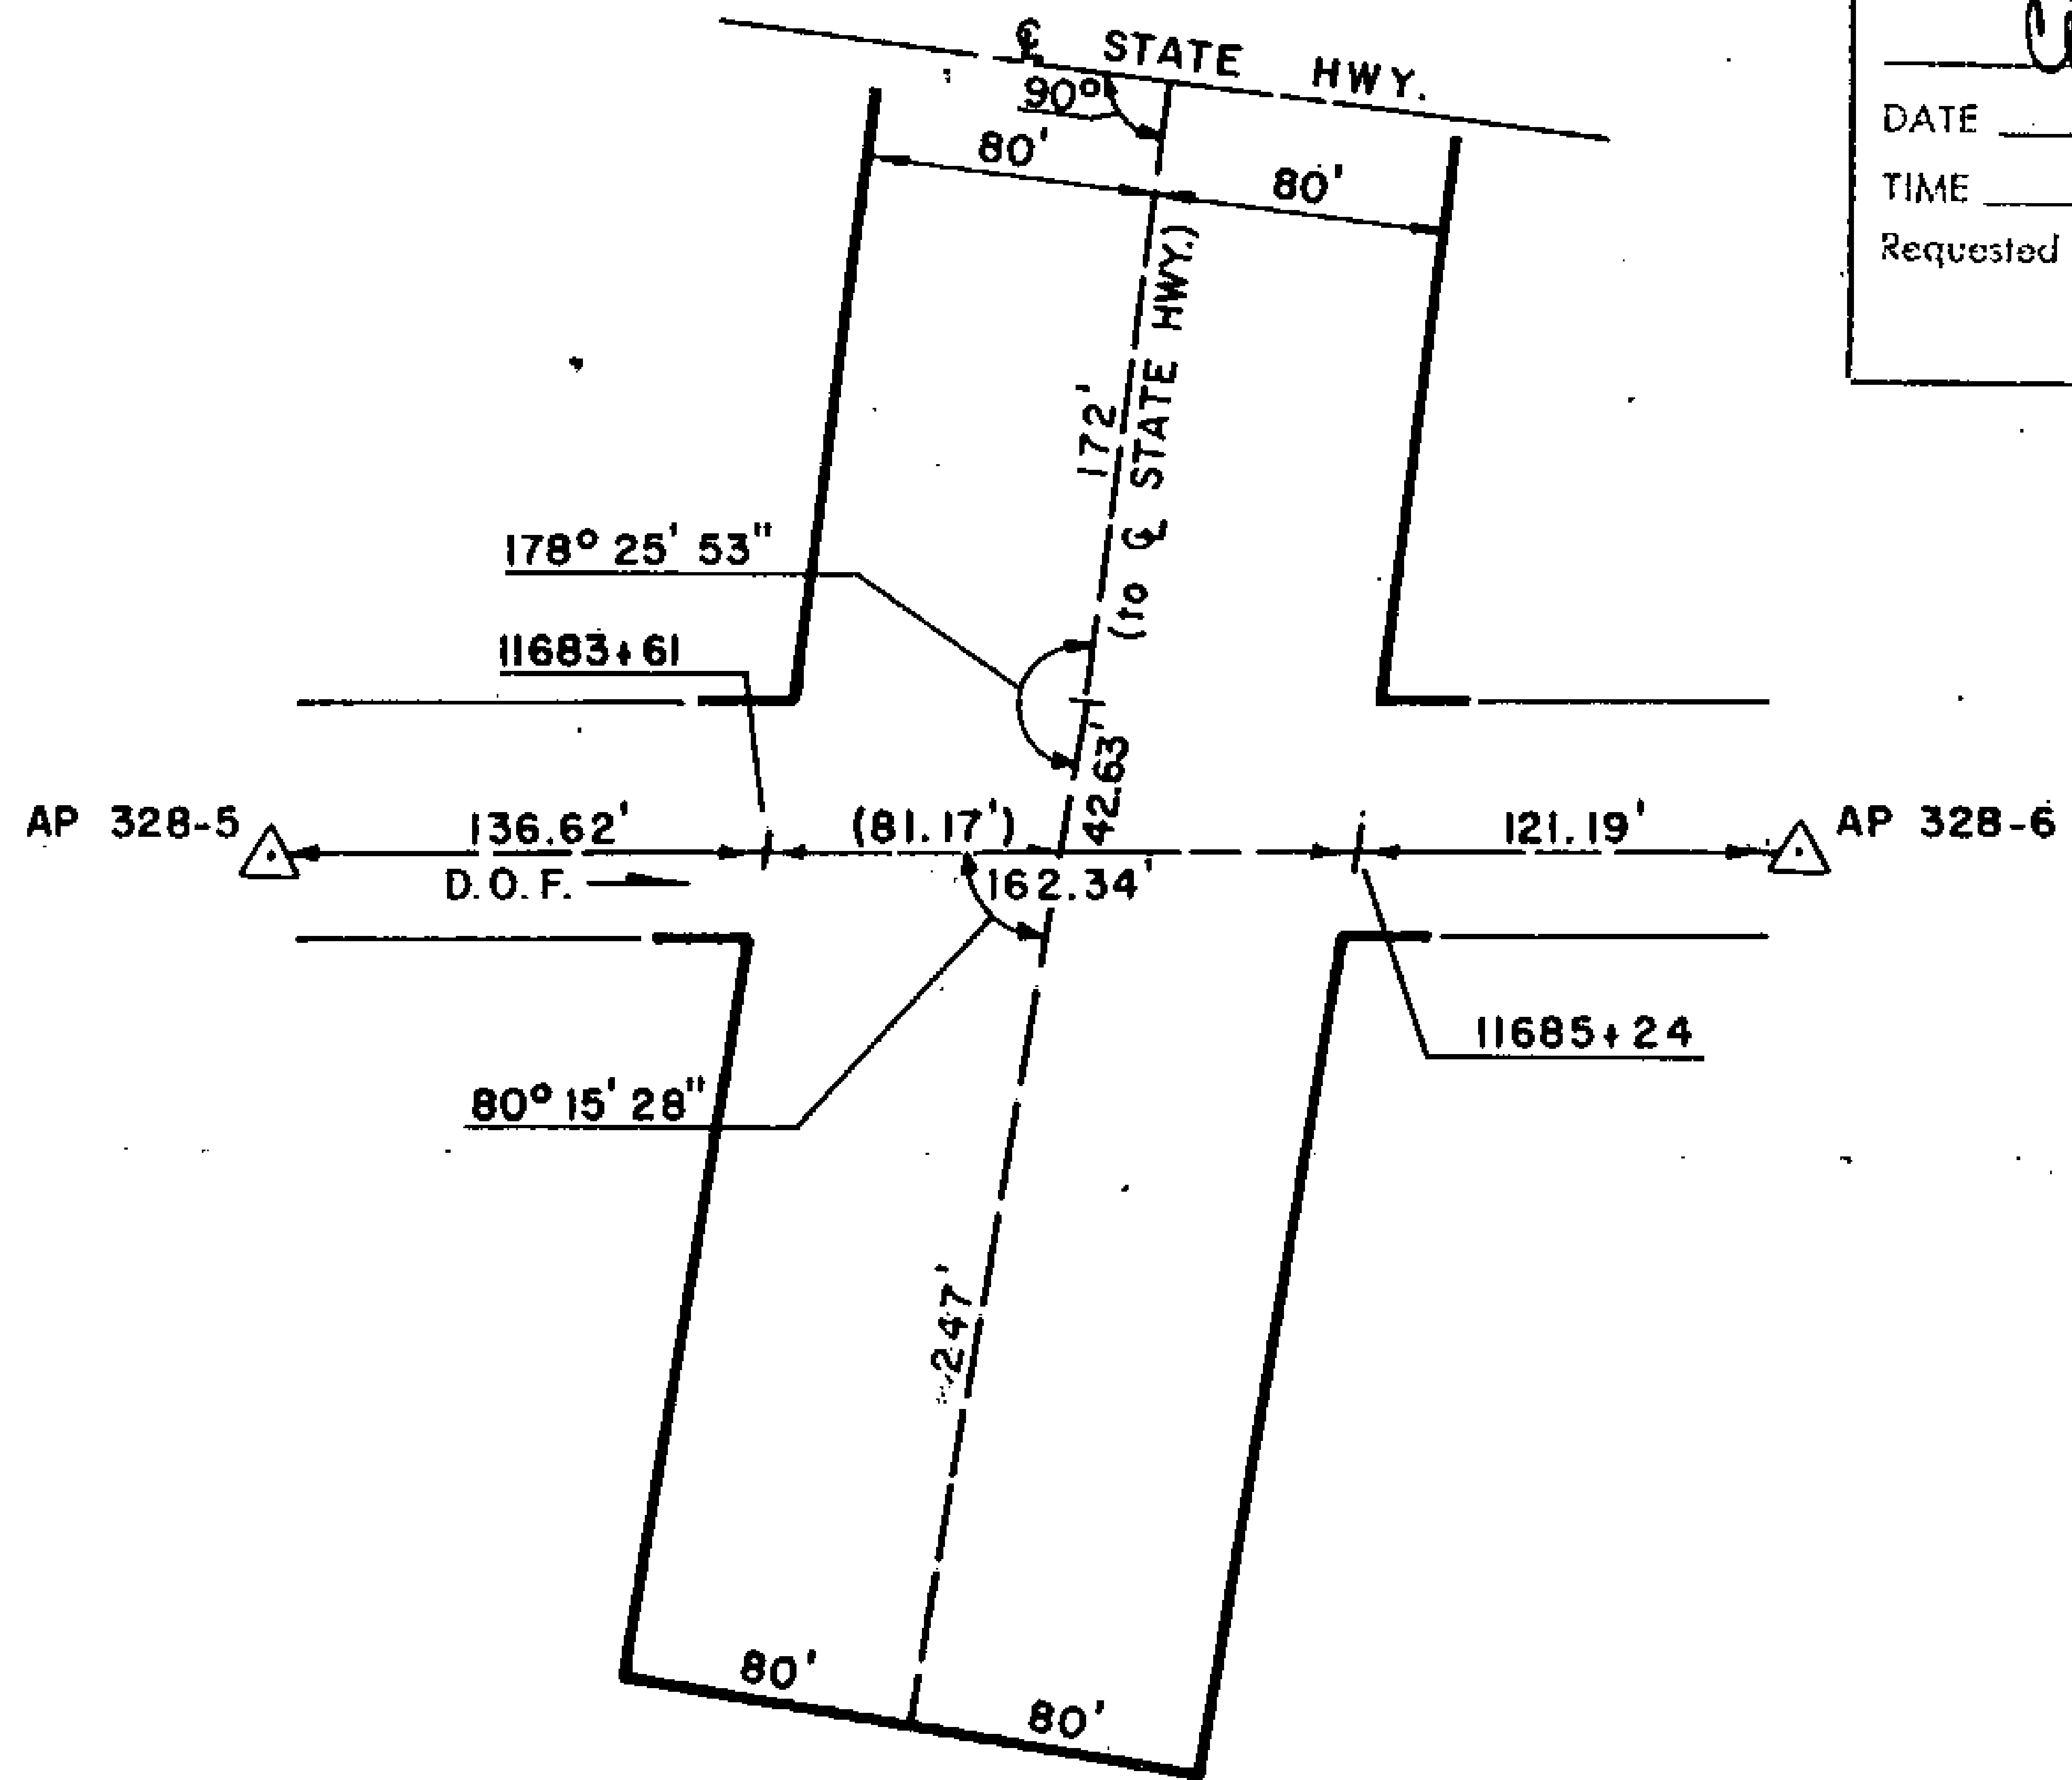 ℄ STATE HWY.
90°
80'
80'
DATE
TIME
Requested
172'
(to ℄ STATE HWY.)
178° 25' 53"
11683+61
42.63'
AP 328-5
136.62'
(81.17')
121.19'
AP 328-6
D.O.F.
162.34'
11685+24
80° 15' 28"
247'
80'
80'